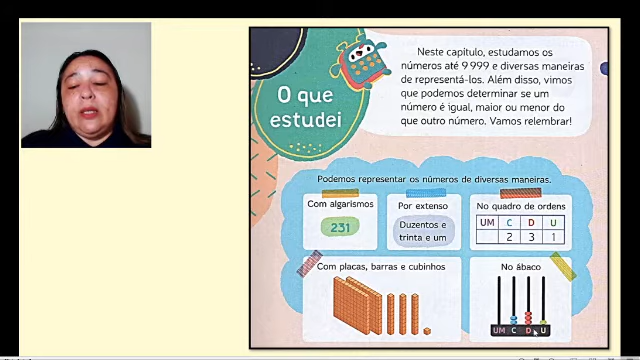 O que
estudei
Neste capítulo, estudamos os
números até 9 999 e diversas maneiras
de representá-los. Além disso, vimos
que podemos determinar se um
número é igual, maior ou menor do
que outro número. Vamos relembrar!
Podemos representar os números de diversas maneiras.
Com algarismos
231
Por extenso
Duzentos e
trinta e um
No quadro de ordens
UM C D U
2 3 1
Com placas, barras e cubinhos
No ábaco
UM C D U